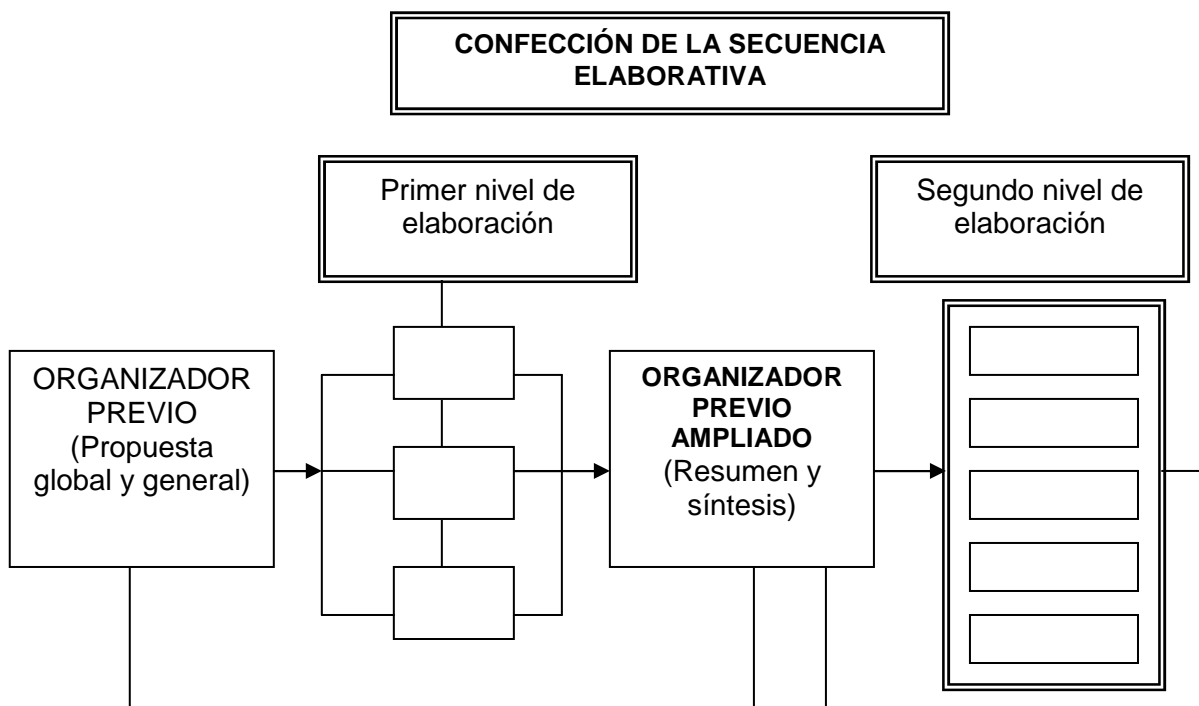 CONFECCIÓN DE LA SECUENCIA
ELABORATIVA
Primer nivel de
elaboración
Segundo nivel de
elaboración
ORGANIZADOR
PREVIO
(Propuesta
global y general)
ORGANIZADOR
PREVIO
AMPLIADO
(Resumen y
síntesis)